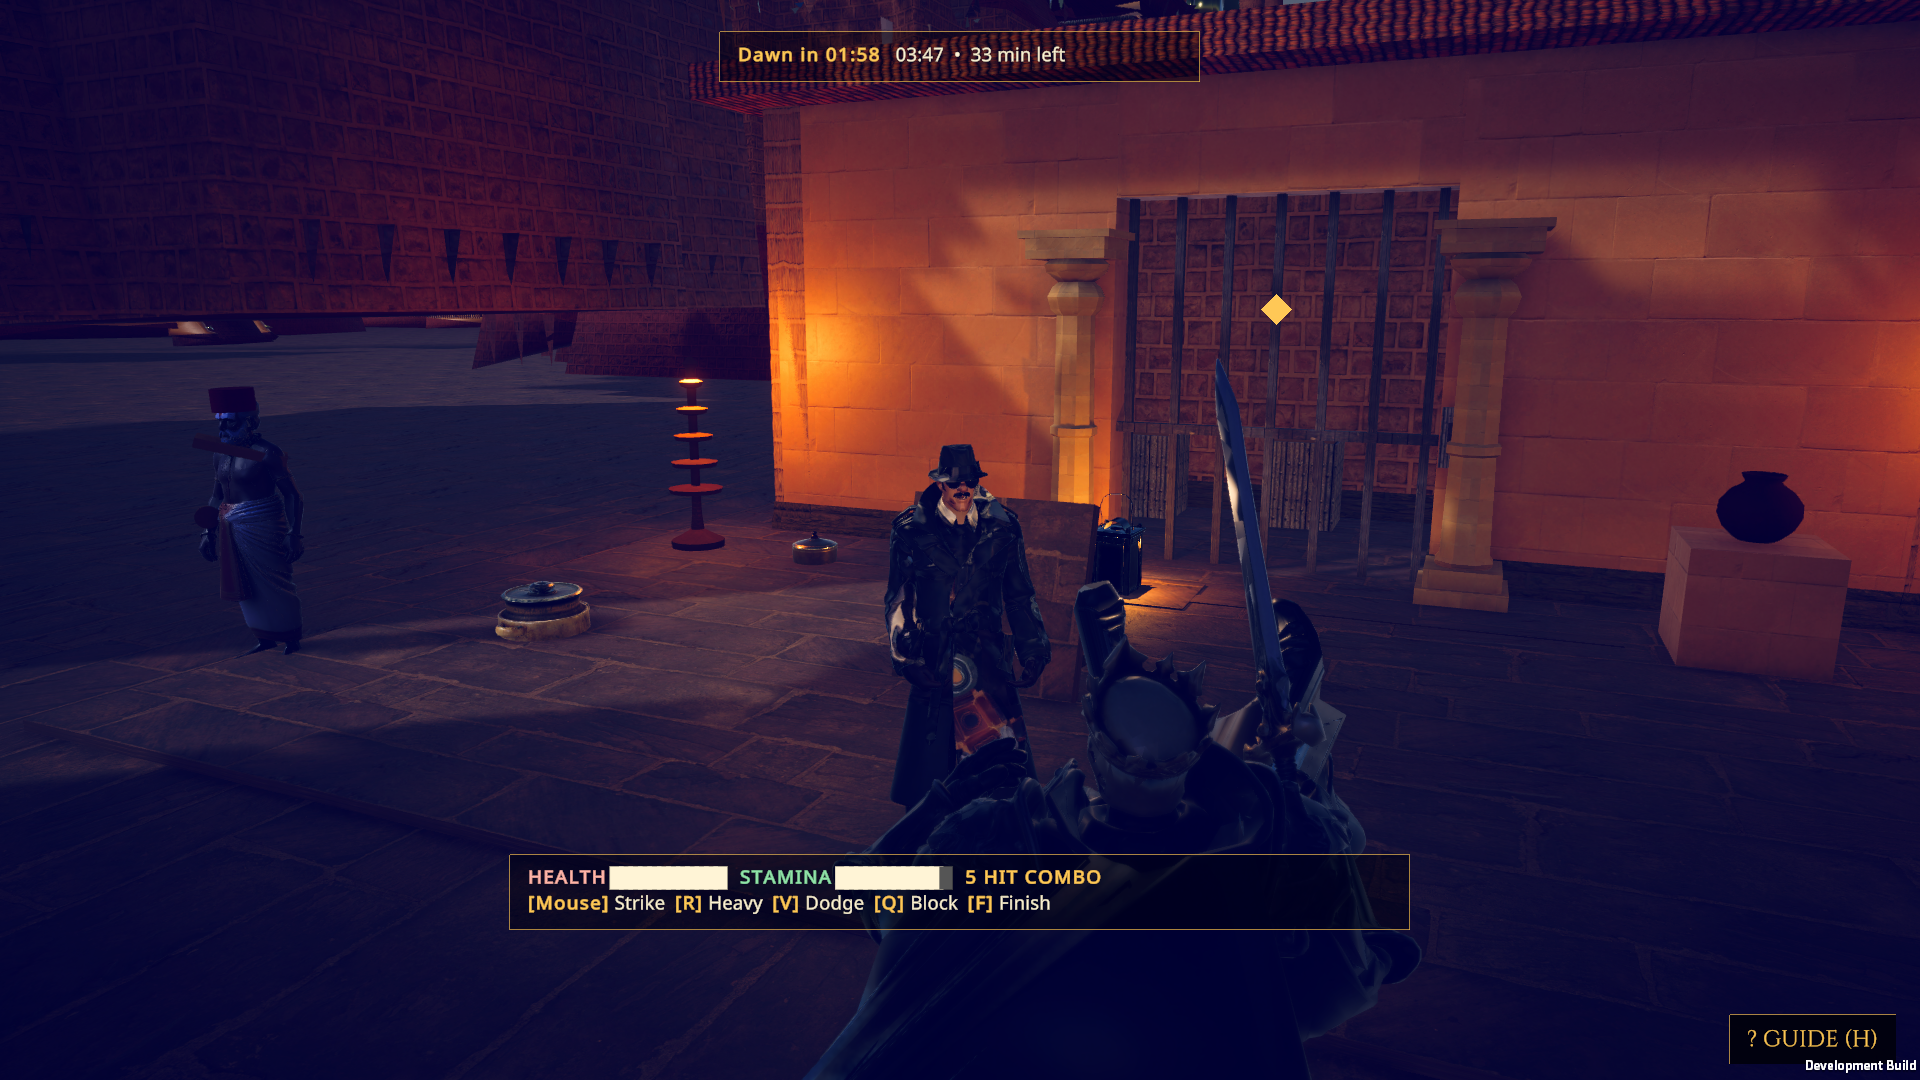 Dawn in 01:58 03:47 • 33 min left
HEALTH STAMINA 5 HIT COMBO
[Mouse] Strike [R] Heavy [V] Dodge [Q] Block [F] Finish
? GUIDE (H)
Development Build